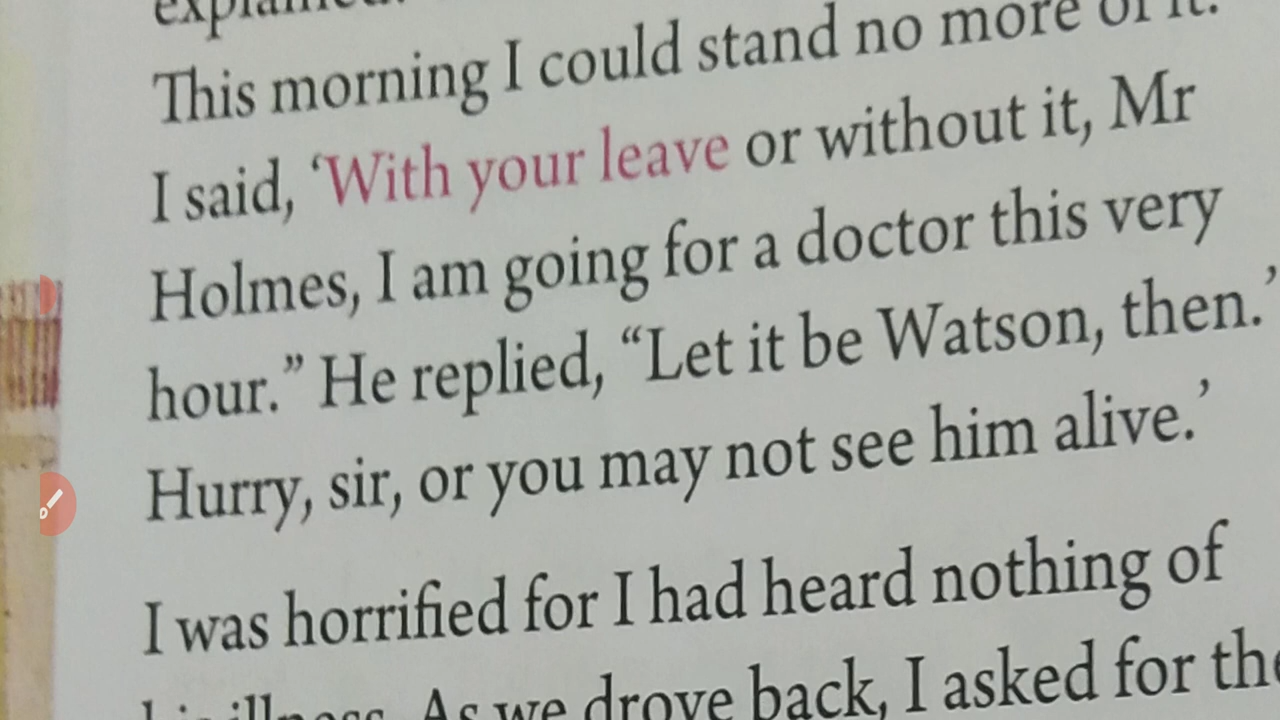 explained.
This morning I could stand no more of it.
I said, ‘With your leave or without it, Mr
Holmes, I am going for a doctor this very
hour.” He replied, “Let it be Watson, then.’
Hurry, sir, or you may not see him alive.’
I was horrified for I had heard nothing of
his illness. As we drove back, I asked for the